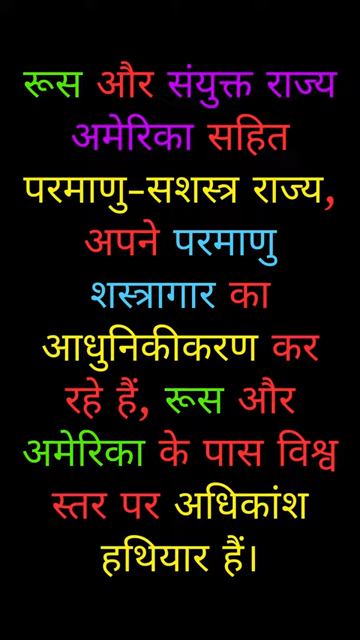 रूस और संयुक्त राज्य
अमेरिका सहित
परमाणु-सशस्त्र राज्य,
अपने परमाणु
शस्त्रागार का
आधुनिकीकरण कर
रहे हैं, रूस और
अमेरिका के पास विश्व
स्तर पर अधिकांश
हथियार हैं।